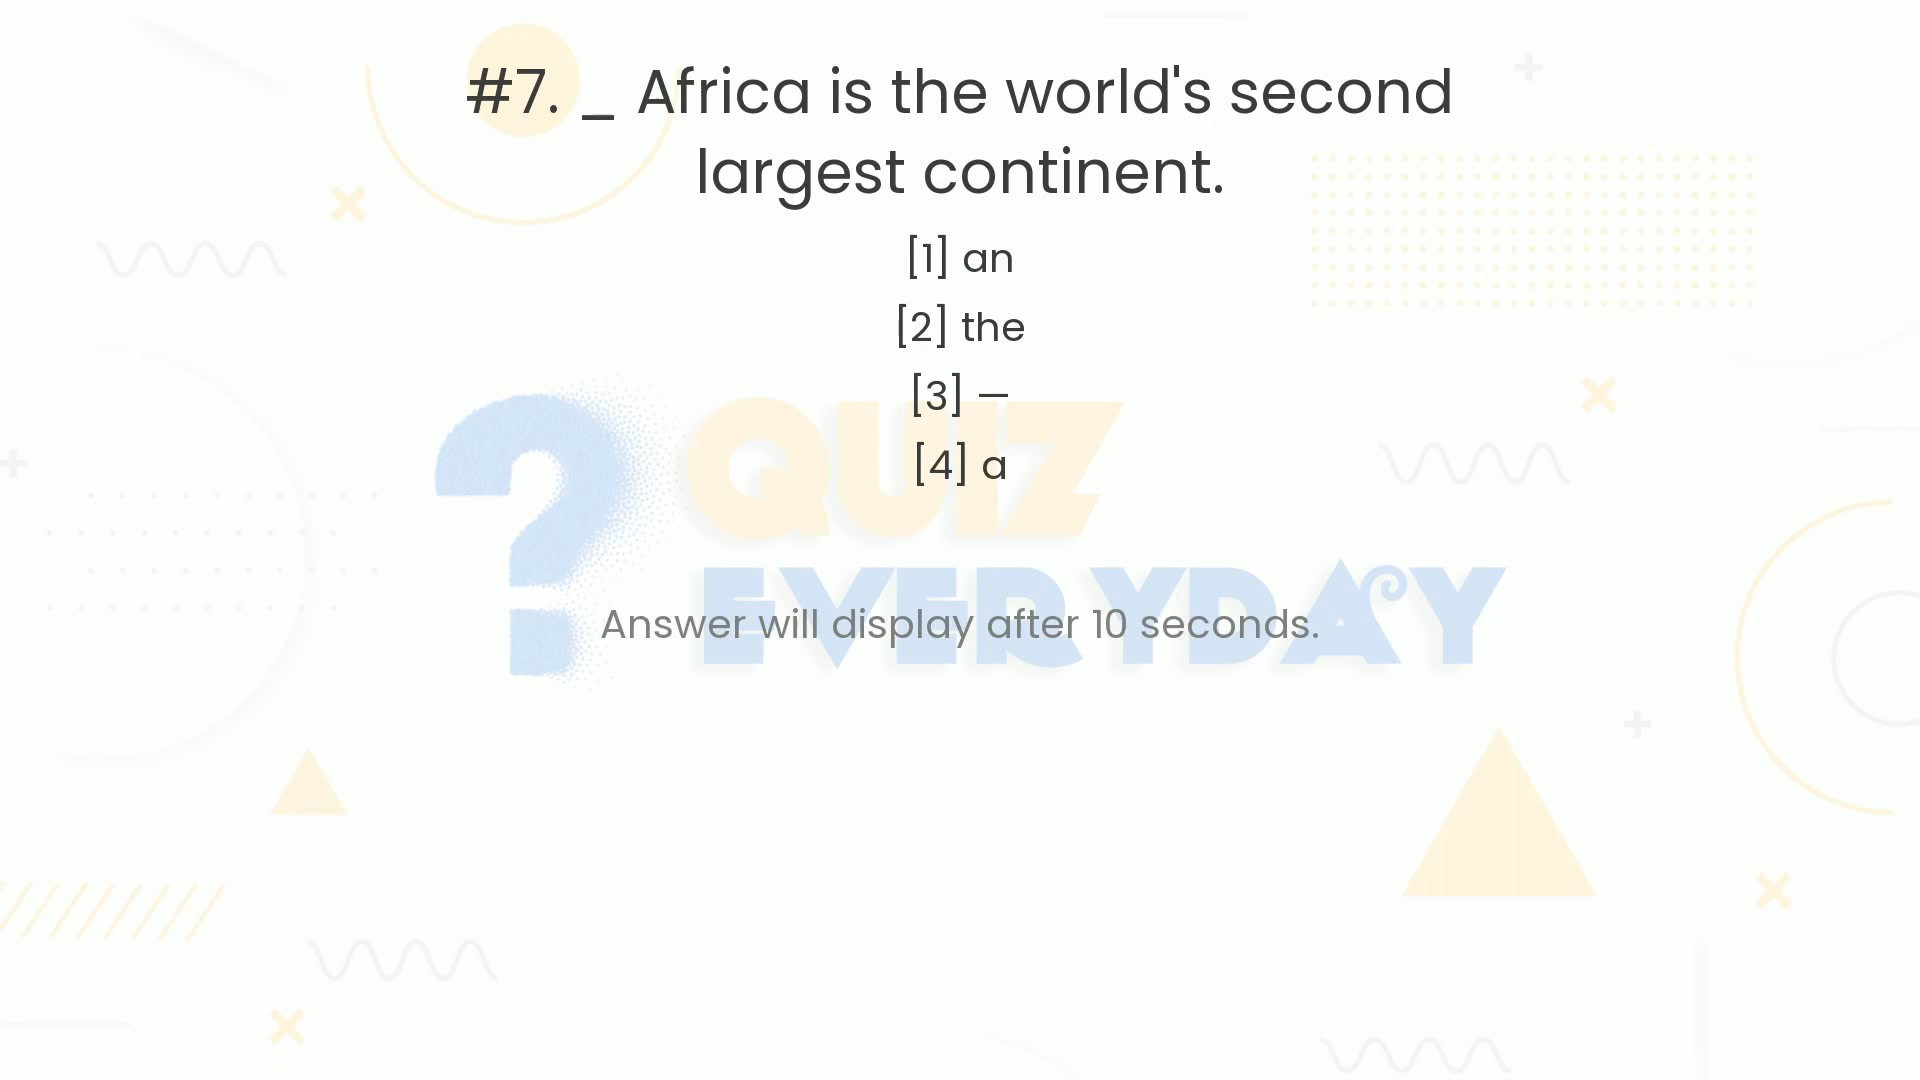 #7. _ Africa is the world's second
largest continent.
[1] an
[2] the
[3] —
[4] a
QUIZ
EVERYDAY
Answer will display after 10 seconds.